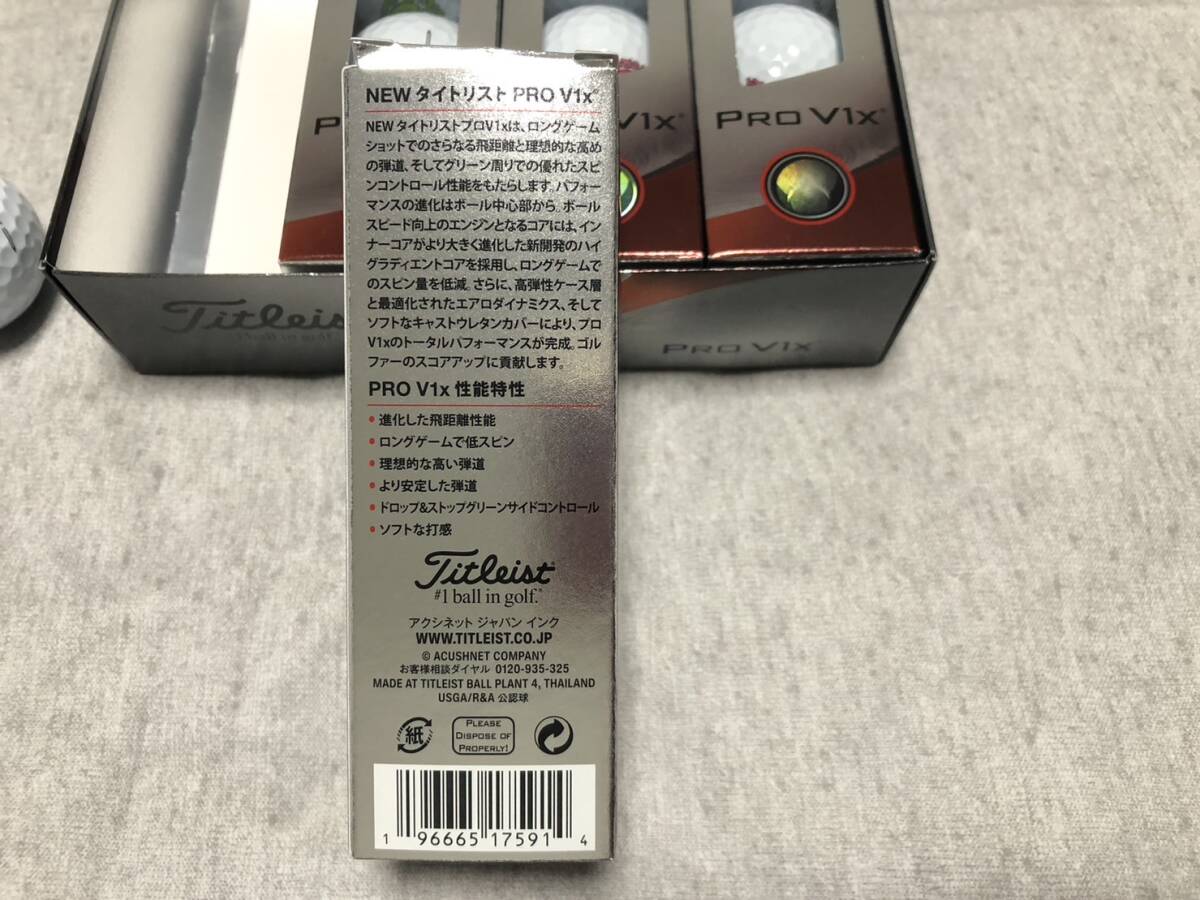 NEW タイトリスト PRO V1x®
NEW タイトリストプロV1xは、ロングゲーム
ショットでのさらなる飛距離と理想的な高め
の弾道、そしてグリーン周りでの優れたスピ
ンコントロール性能をもたらします。パフォー
マンスの進化はボール中心部から。ボール
スピード向上のエンジンとなるコアには、イン
ナーコアがより大きく進化した新開発のハイ
グラディエントコアを採用し、ロングゲームで
のスピン量を低減。さらに、高弾性ケース層
と最適化されたエアロダイナミクス、そして
ソフトなキャストウレタンカバーにより、プロ
V1xのトータルパフォーマンスが完成。ゴル
ファーのスコアアップに貢献します。
PRO V1x 性能特性
• 進化した飛距離性能
• ロングゲームで低スピン
• 理想的な高い弾道
• より安定した弾道
• ドロップ&ストップグリーンサイドコントロール
• ソフトな打感
Titleist
#1 ball in golf.®
アクシネット ジャパン インク
WWW.TITLEIST.CO.JP
© ACUSHNET COMPANY
お客様相談ダイヤル 0120-935-325
MADE AT TITLEIST BALL PLANT 4, THAILAND
USGA/R&A 公認球
紙
PLEASE
DISPOSE OF
PROPERLY!
1 96665 17591 4
P
V1x®
PRO V1x®
Titleis
ball in golf
PRO V1x